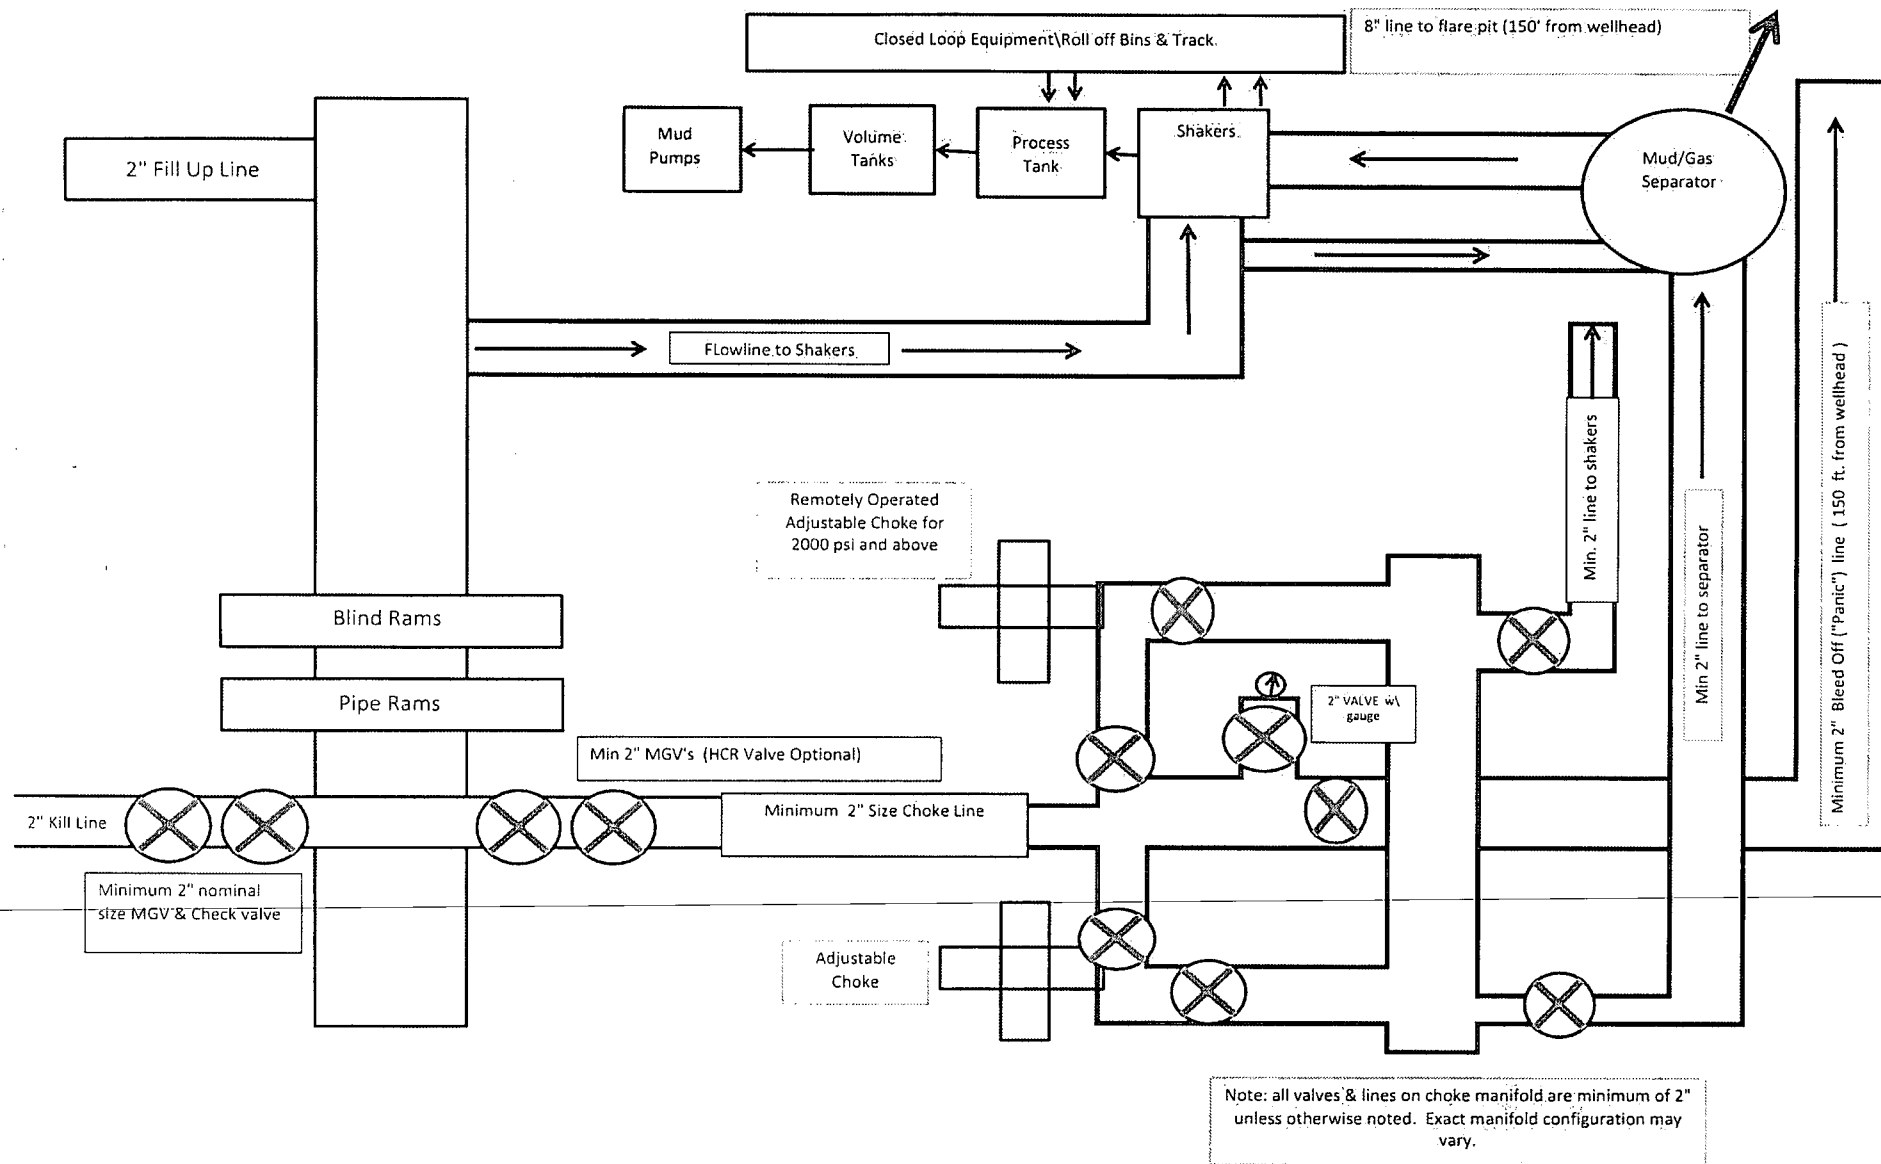 Closed Loop Equipment\Roll off Bins & Track
8" line to flare pit (150' from wellhead)
2" Fill Up Line
Mud
Pumps
Volume
Tanks
Process
Tank
Shakers
Mud/Gas
Separator
FLowline to Shakers
Min. 2" line to shakers
Min 2" line to separator
Minimum 2" Bleed Off ("Panic") line ( 150 ft. from wellhead )
Remotely Operated
Adjustable Choke for
2000 psi and above
Blind Rams
Pipe Rams
2" VALVE w\
gauge
Min 2" MGV's (HCR Valve Optional)
2" Kill Line
Minimum 2" Size Choke Line
Minimum 2" nominal
size MGV & Check valve
Adjustable
Choke
Note: all valves & lines on choke manifold are minimum of 2"
unless otherwise noted. Exact manifold configuration may
vary.